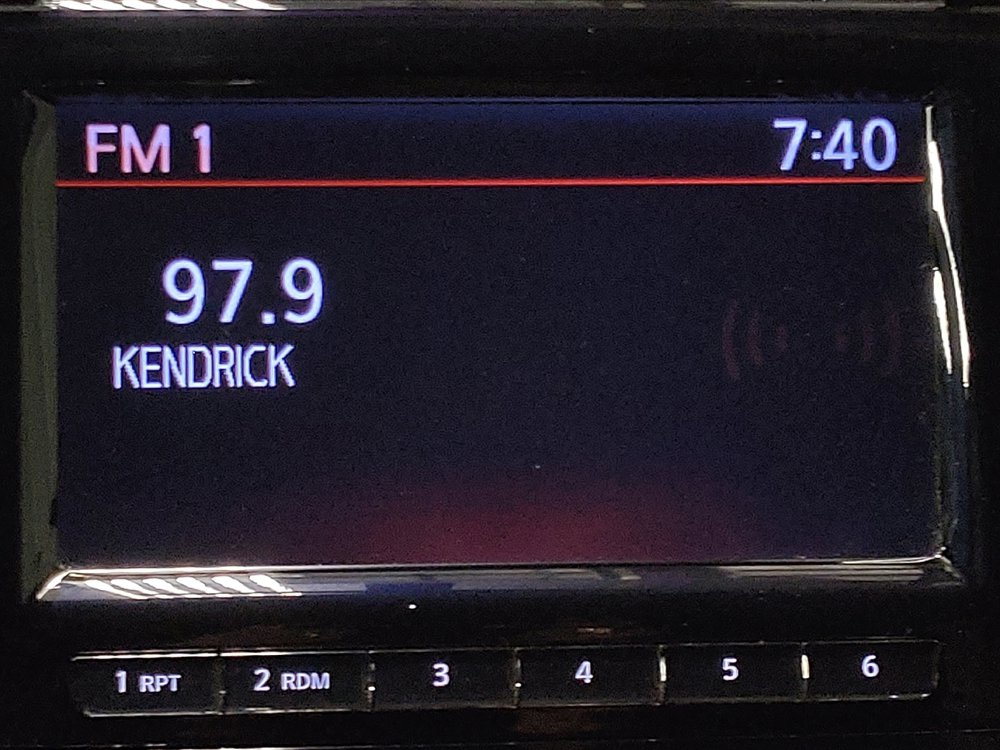 FM 1 7:40
97.9
KENDRICK
1 RPT 2 RDM 3 4 5 6